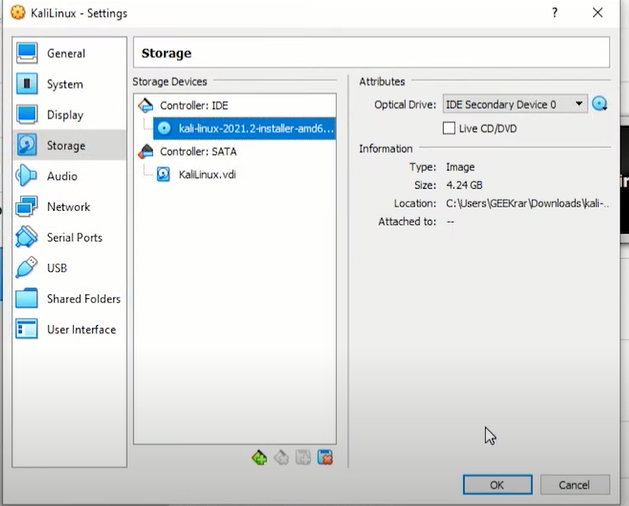 KaliLinux - Settings
?
General
System
Display
Storage
Audio
Network
Serial Ports
USB
Shared Folders
User Interface
Storage
Storage Devices
Controller: IDE
kali-linux-2021.2-installer-amd6...
Controller: SATA
KaliLinux.vdi
Attributes
Optical Drive: IDE Secondary Device 0
Live CD/DVD
Information
Type: Image
Size: 4.24 GB
Location: C:\Users\GEEKrar\Downloads\kali-..
Attached to: --
OK
Cancel